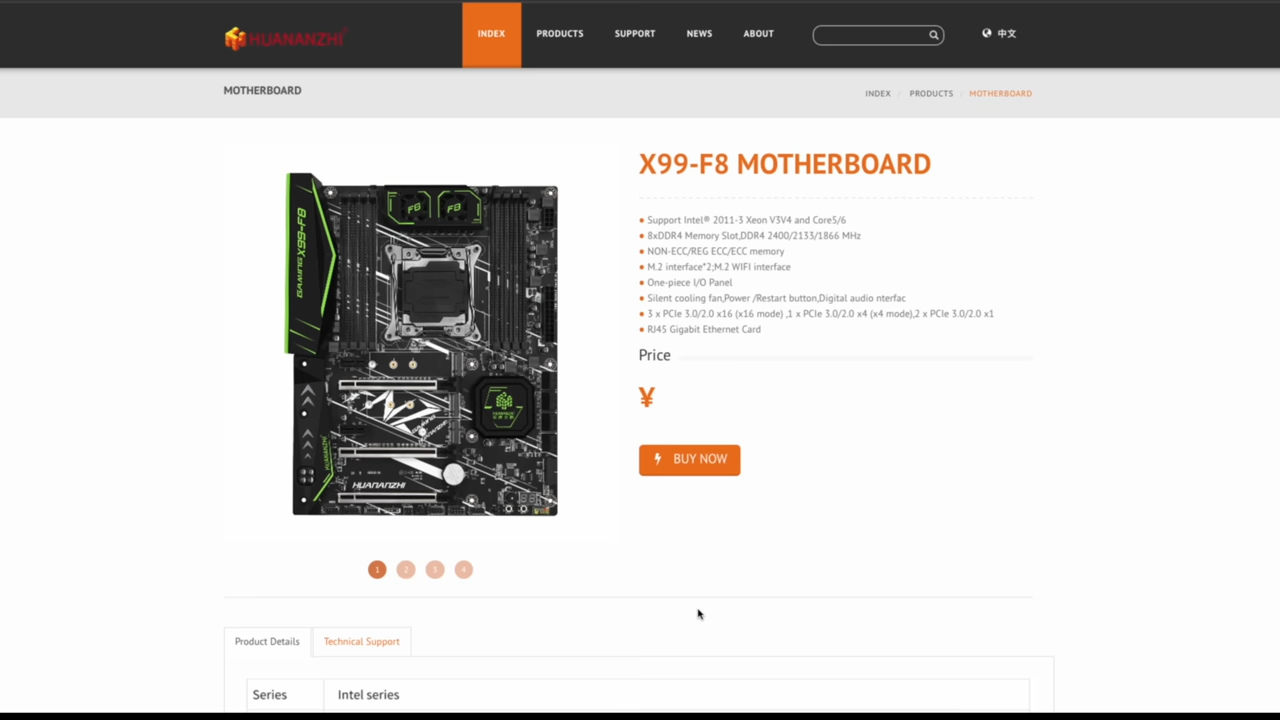 HUANANZHI
INDEX
PRODUCTS
SUPPORT
NEWS
ABOUT
中文
MOTHERBOARD
INDEX / PRODUCTS / MOTHERBOARD
X99-F8 MOTHERBOARD
Support Intel® 2011-3 Xeon V3V4 and Core5/6
8xDDR4 Memory Slot,DDR4 2400/2133/1866 MHz
NON-ECC/REG ECC/ECC memory
M.2 interface*2;M.2 WIFI interface
One-piece I/O Panel
Silent cooling fan,Power /Restart button,Digital audio nterfac
3 x PCIe 3.0/2.0 x16 (x16 mode) ,1 x PCIe 3.0/2.0 x4 (x4 mode),2 x PCIe 3.0/2.0 x1
RJ45 Gigabit Ethernet Card
Price
¥
BUY NOW
GAMING X99-F8
F8
F8
HUANANZHI
HUANANZHI
1
2
3
4
Product Details
Technical Support
Series
Intel series